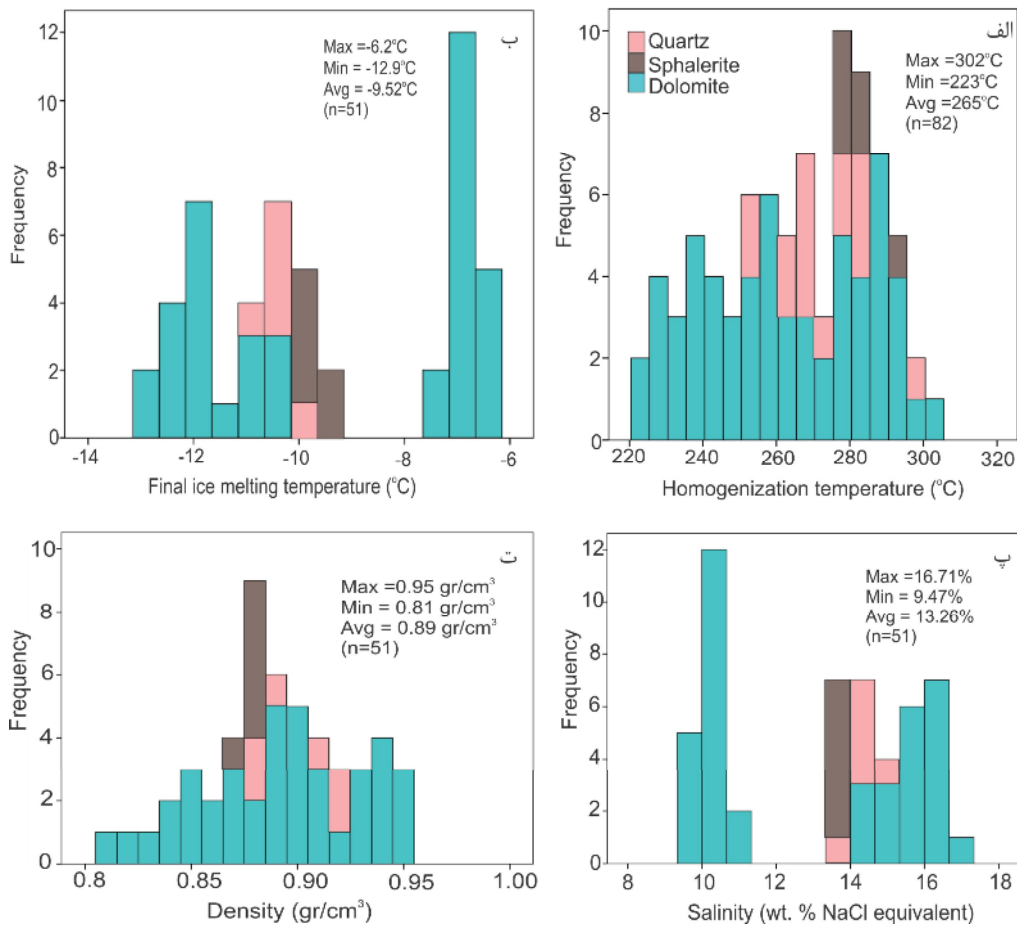 ب
Max =-6.2°C
Min = -12.9°C
Avg = -9.52°C
(n=51)
Frequency
12
10
8
6
4
2
0
-14 -12 -10 -8 -6
Final ice melting temperature (°C)
الف
Quartz
Sphalerite
Dolomite
Max =302°C
Min =223°C
Avg =265°C
(n=82)
Frequency
10
8
6
4
2
0
220 240 260 280 300 320
Homogenization temperature (°C)
ت
Max =0.95 gr/cm³
Min = 0.81 gr/cm³
Avg = 0.89 gr/cm³
(n=51)
Frequency
10
8
6
4
2
0
0.8 0.85 0.90 0.95 1.00
Density (gr/cm³)
پ
Max =16.71%
Min = 9.47%
Avg = 13.26%
(n=51)
Frequency
12
10
8
6
4
2
0
8 10 12 14 16 18
Salinity (wt. % NaCl equivalent)